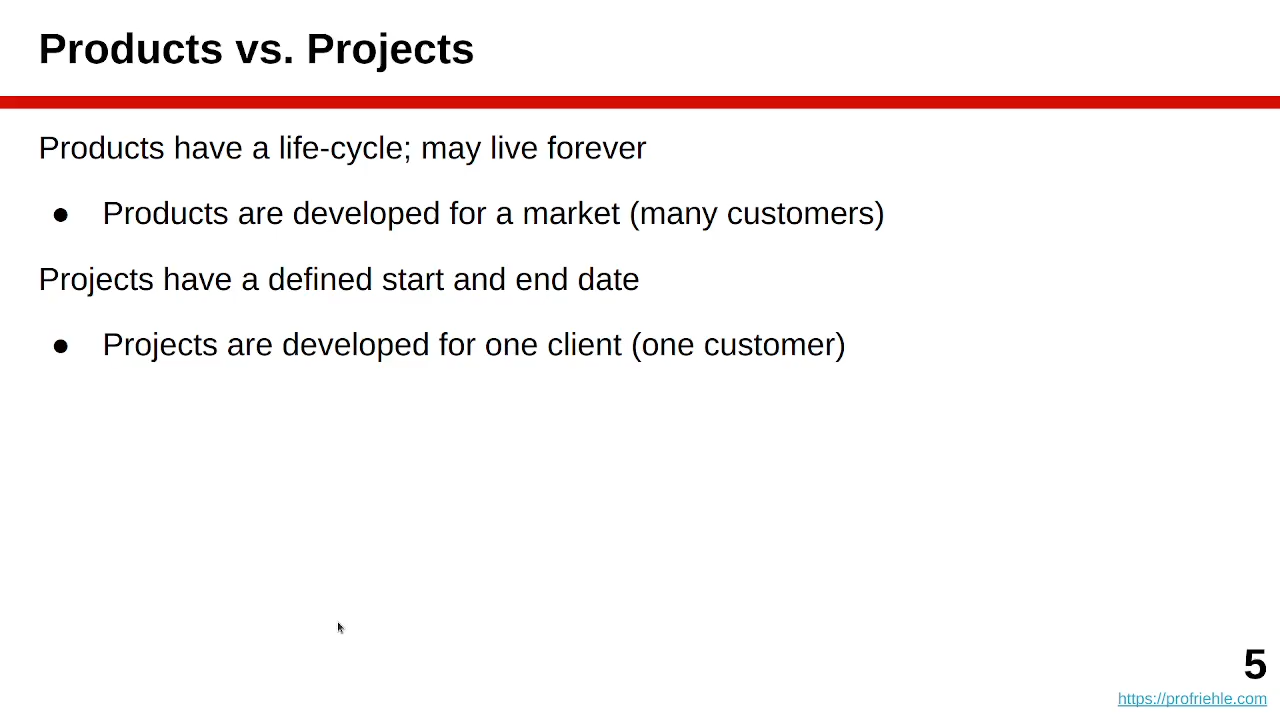 Products vs. Projects
Products have a life-cycle; may live forever
● Products are developed for a market (many customers)
Projects have a defined start and end date
● Projects are developed for one client (one customer)
5
https://profriehle.com